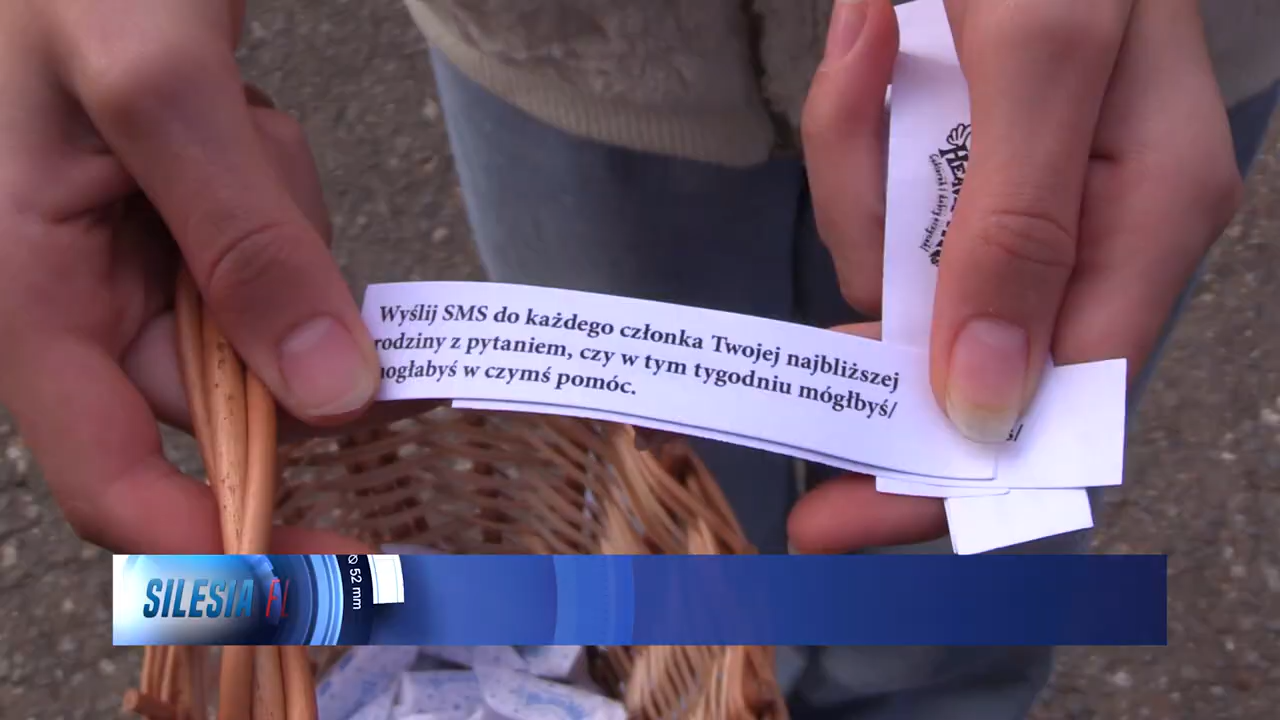 Wyślij SMS do każdego członka Twojej najbliższej
rodziny z pytaniem, czy w tym tygodniu mógłbyś/
mogłabyś w czymś pomóc.
SILESIA FL
Ø 52 mm